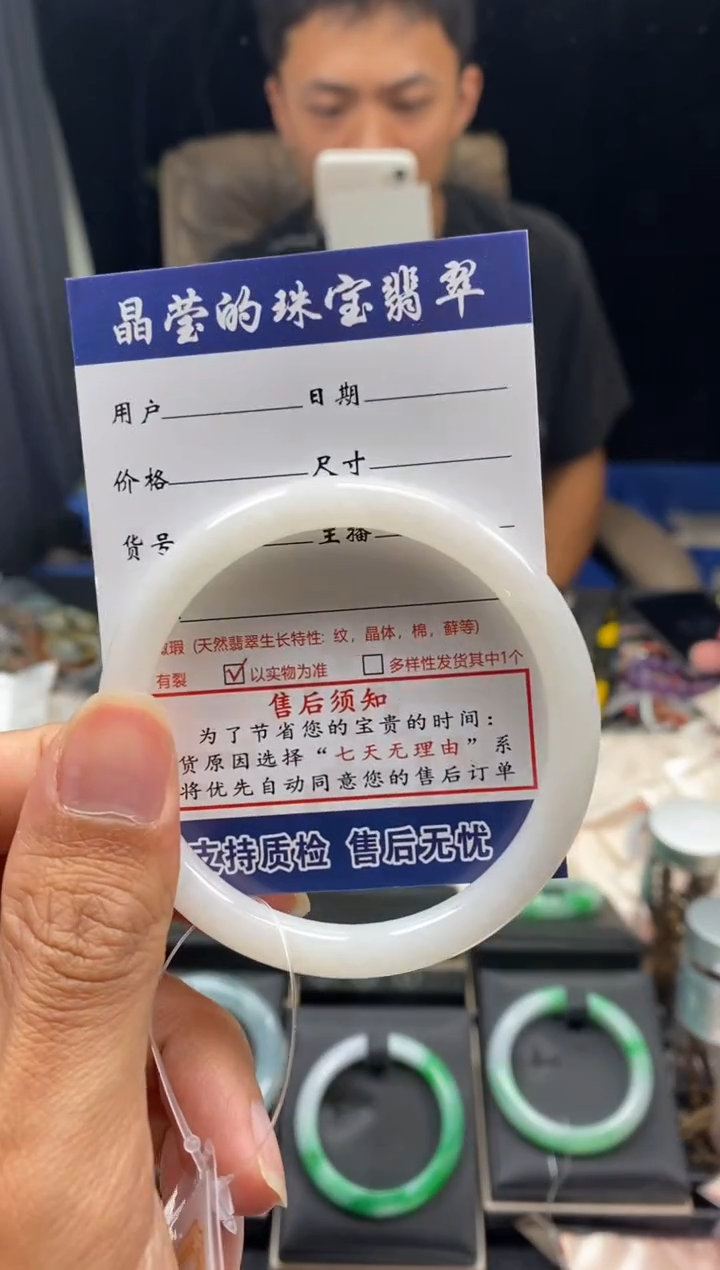 晶莹的珠宝翡翠
用户 日期
价格 尺寸
货号 主播
瑕 (天然翡翠生长特性: 纹, 晶体, 棉, 藓等)
有裂 以实物为准 多样性发货其中1个
售后须知
为了节省您的宝贵的时间:
货原因选择“七天无理由”系
将优先自动同意您的售后订单
支持质检 售后无忧